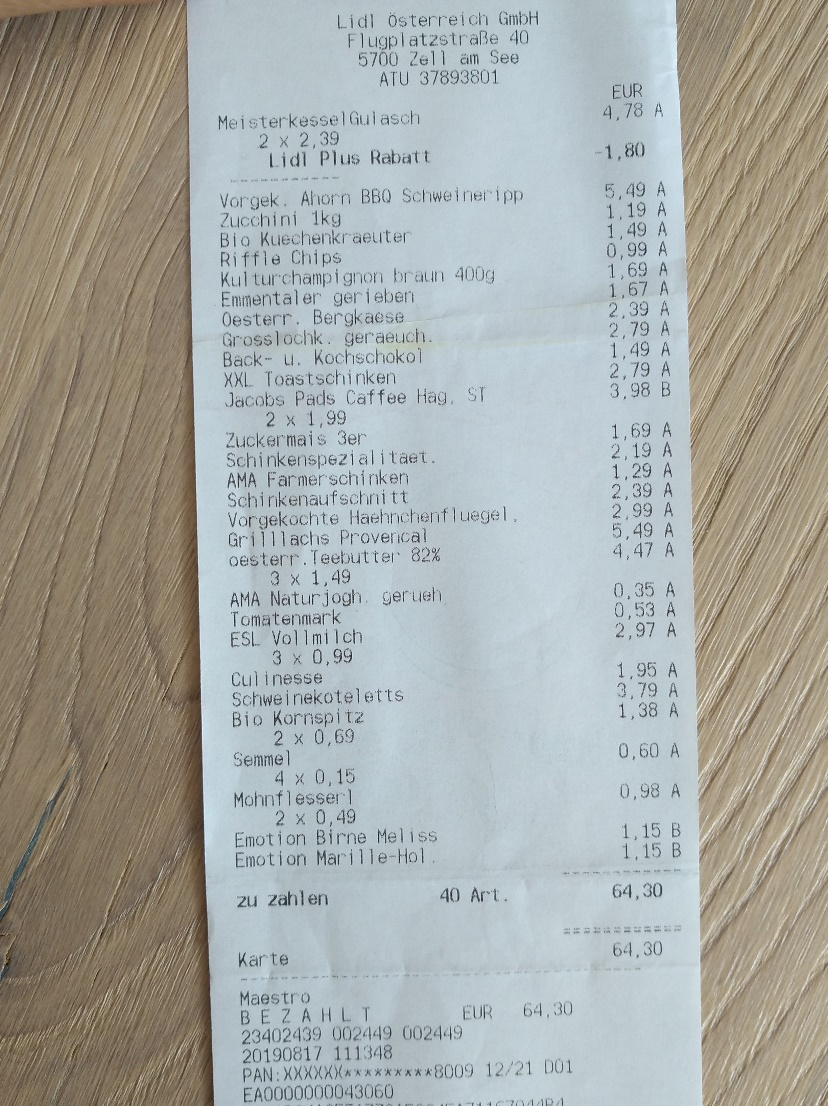 Lidl Österreich GmbH
Flugplatzstraße 40
5700 Zell am See
ATU 37893801
EUR
MeisterkesselGulasch 4,78 A
2 x 2,39
Lidl Plus Rabatt -1,80
Vorgek. Ahorn BBQ Schweineripp 5,49 A
Zucchini 1kg 1,19 A
Bio Kuechenkraeuter 1,49 A
Riffle Chips 0,99 A
Kulturchampignon braun 400g 1,69 A
Emmentaler gerieben 1,67 A
Oesterr. Bergkaese 2,39 A
Grosslochk. geraeuch. 2,79 A
Back- u. Kochschokol 1,49 A
XXL Toastschinken 2,79 A
Jacobs Pads Caffee Hag, ST 3,98 B
2 x 1,99
Zuckermais 3er 1,69 A
Schinkenspezialitaet. 2,19 A
AMA Farmerschinken 1,29 A
Schinkenaufschnitt 2,39 A
Vorgekochte Haehnchenfluegel, 2,99 A
Grilllachs Provencal 5,49 A
oesterr.Teebutter 82% 4,47 A
3 x 1,49
AMA Naturjogh. gerueh 0,35 A
Tomatenmark 0,53 A
ESL Vollmilch 2,97 A
3 x 0,99
Culinesse 1,95 A
Schweinekoteletts 3,79 A
Bio Kornspitz 1,38 A
2 x 0,69
Semmel 0,60 A
4 x 0,15
Mohnflesserl 0,98 A
2 x 0,49
Emotion Birne Meliss 1,15 B
Emotion Marille-Hol. 1,15 B
zu zahlen 40 Art. 64,30
Karte 64,30
Maestro
B E Z A H L T EUR 64,30
23402439 002449 002449
20190817 111348
PAN:XXXXXX*********8009 12/21 D01
EA0000000043060